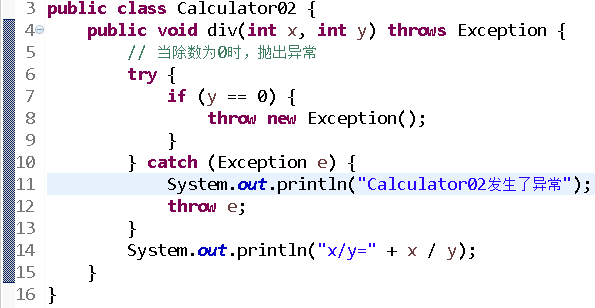 3 public class Calculator02 {
4     public void div(int x, int y) throws Exception {
5         // 当除数为0时，抛出异常
6         try {
7             if (y == 0) {
8                 throw new Exception();
9             }
10         } catch (Exception e) {
11             System.out.println("Calculator02发生了异常");
12             throw e;
13         }
14         System.out.println("x/y=" + x / y);
15     }
16 }